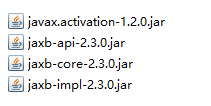 javax.activation-1.2.0.jar
jaxb-api-2.3.0.jar
jaxb-core-2.3.0.jar
jaxb-impl-2.3.0.jar